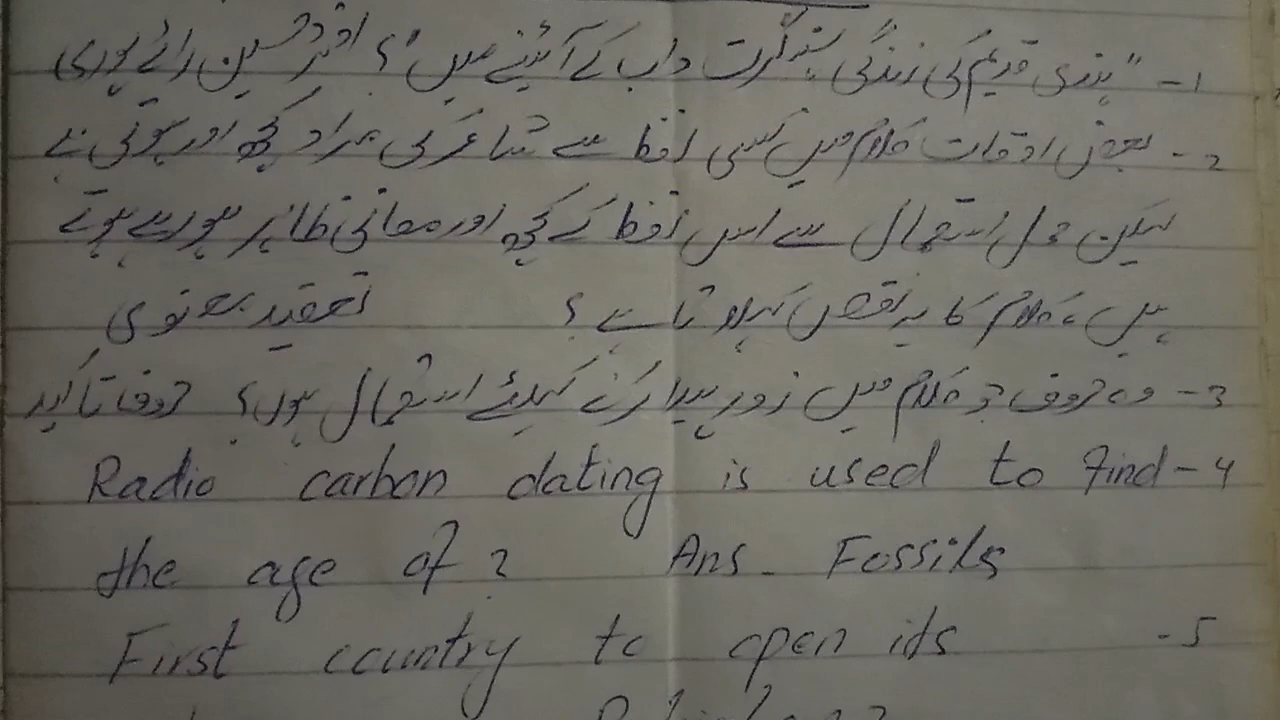 1- "ہندی قدیم کی زندگی سنسکرت داب کے آئینے میں"؟ اختر حسین رائے پوری
2- بعض اوقات کلام میں کسی لفظ سے شاعر کی مراد کچھ اور ہوتی ہے
لیکن محل استعمال سے اس لفظ کے کچھ اور معانی ظاہر ہو رہے ہوتے
ہیں، کلام کا یہ نقص کہلاتا ہے؟ تعقید معنوی
3- وہ حروف جو کلام میں زور پیدا کرنے کیلئے استعمال ہوں؟ حروف تاکید
Radio carbon dating is used to find -4
the age of? Ans. Fossils
First country to open its -5